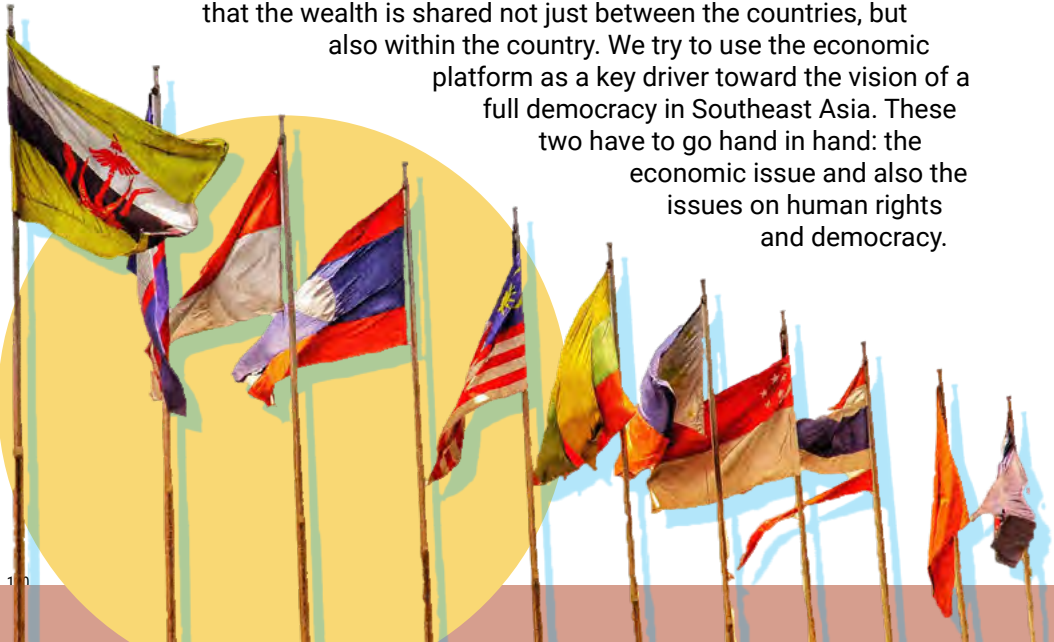 that the wealth is shared not just between the countries, but
also within the country. We try to use the economic
platform as a key driver toward the vision of a
full democracy in Southeast Asia. These
two have to go hand in hand: the
economic issue and also the
issues on human rights
and democracy.